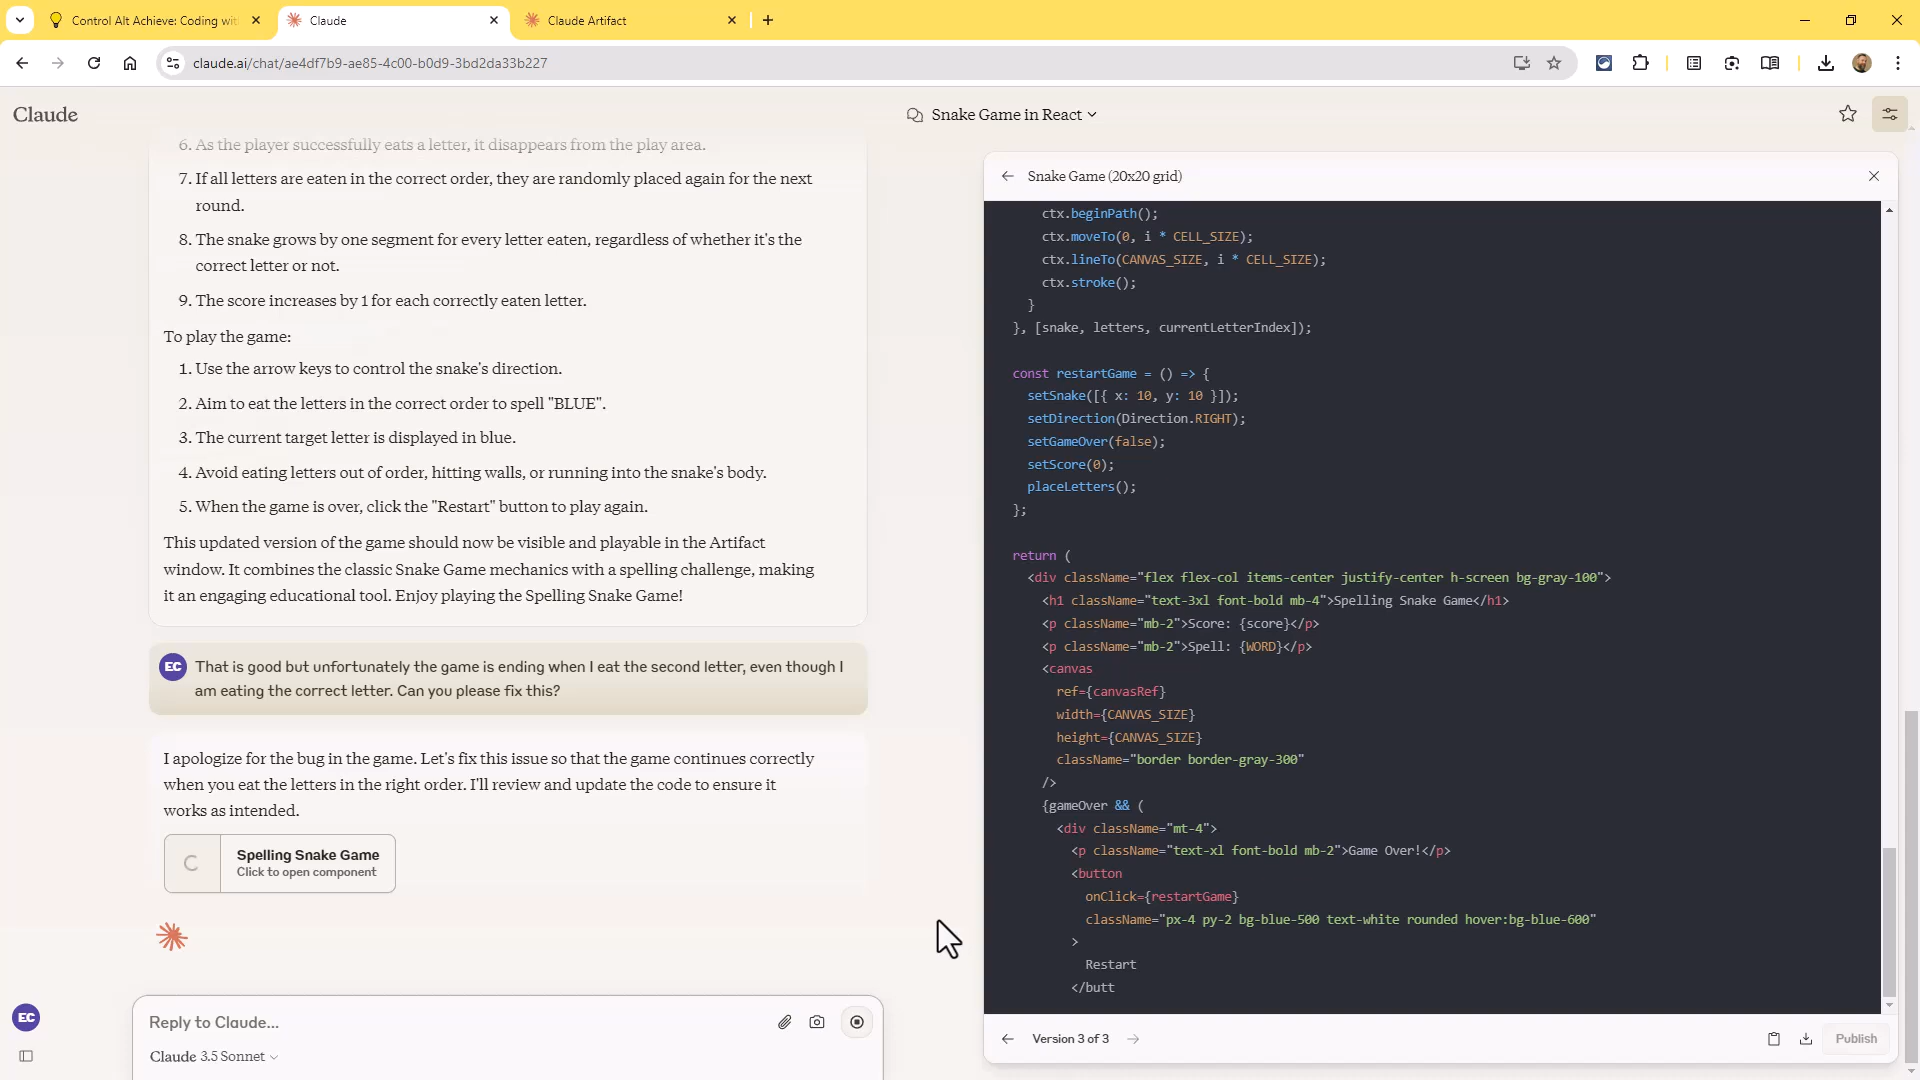 Control Alt Achieve: Coding wit
Claude
Claude Artifact
claude.ai/chat/ae4df7b9-ae85-4c00-b0d9-3bd2da33b227
Claude
Snake Game in React
6. As the player successfully eats a letter, it disappears from the play area.
7. If all letters are eaten in the correct order, they are randomly placed again for the next
round.
8. The snake grows by one segment for every letter eaten, regardless of whether it's the
correct letter or not.
9. The score increases by 1 for each correctly eaten letter.
To play the game:
1. Use the arrow keys to control the snake's direction.
2. Aim to eat the letters in the correct order to spell "BLUE".
3. The current target letter is displayed in blue.
4. Avoid eating letters out of order, hitting walls, or running into the snake's body.
5. When the game is over, click the "Restart" button to play again.
This updated version of the game should now be visible and playable in the Artifact
window. It combines the classic Snake Game mechanics with a spelling challenge, making
it an engaging educational tool. Enjoy playing the Spelling Snake Game!
EC
That is good but unfortunately the game is ending when I eat the second letter, even though I
am eating the correct letter. Can you please fix this?
I apologize for the bug in the game. Let's fix this issue so that the game continues correctly
when you eat the letters in the right order. I'll review and update the code to ensure it
works as intended.
Spelling Snake Game
Click to open component
EC
Reply to Claude...
Claude 3.5 Sonnet
Snake Game (20x20 grid)
ctx.beginPath();
ctx.moveTo(0, i * CELL_SIZE);
ctx.lineTo(CANVAS_SIZE, i * CELL_SIZE);
ctx.stroke();
}
}, [snake, letters, currentLetterIndex]);
const restartGame = () => {
setSnake([{ x: 10, y: 10 }]);
setDirection(Direction.RIGHT);
setGameOver(false);
setScore(0);
placeLetters();
};
return (
<div className="flex flex-col items-center justify-center h-screen bg-gray-100">
<h1 className="text-3xl font-bold mb-4">Spelling Snake Game</h1>
<p className="mb-2">Score: {score}</p>
<p className="mb-2">Spell: {WORD}</p>
<canvas
ref={canvasRef}
width={CANVAS_SIZE}
height={CANVAS_SIZE}
className="border border-gray-300"
/>
{gameOver && (
<div className="mt-4">
<p className="text-xl font-bold mb-2">Game Over!</p>
<button
onClick={restartGame}
className="px-4 py-2 bg-blue-500 text-white rounded hover:bg-blue-600"
>
Restart
</butt
Version 3 of 3
Publish